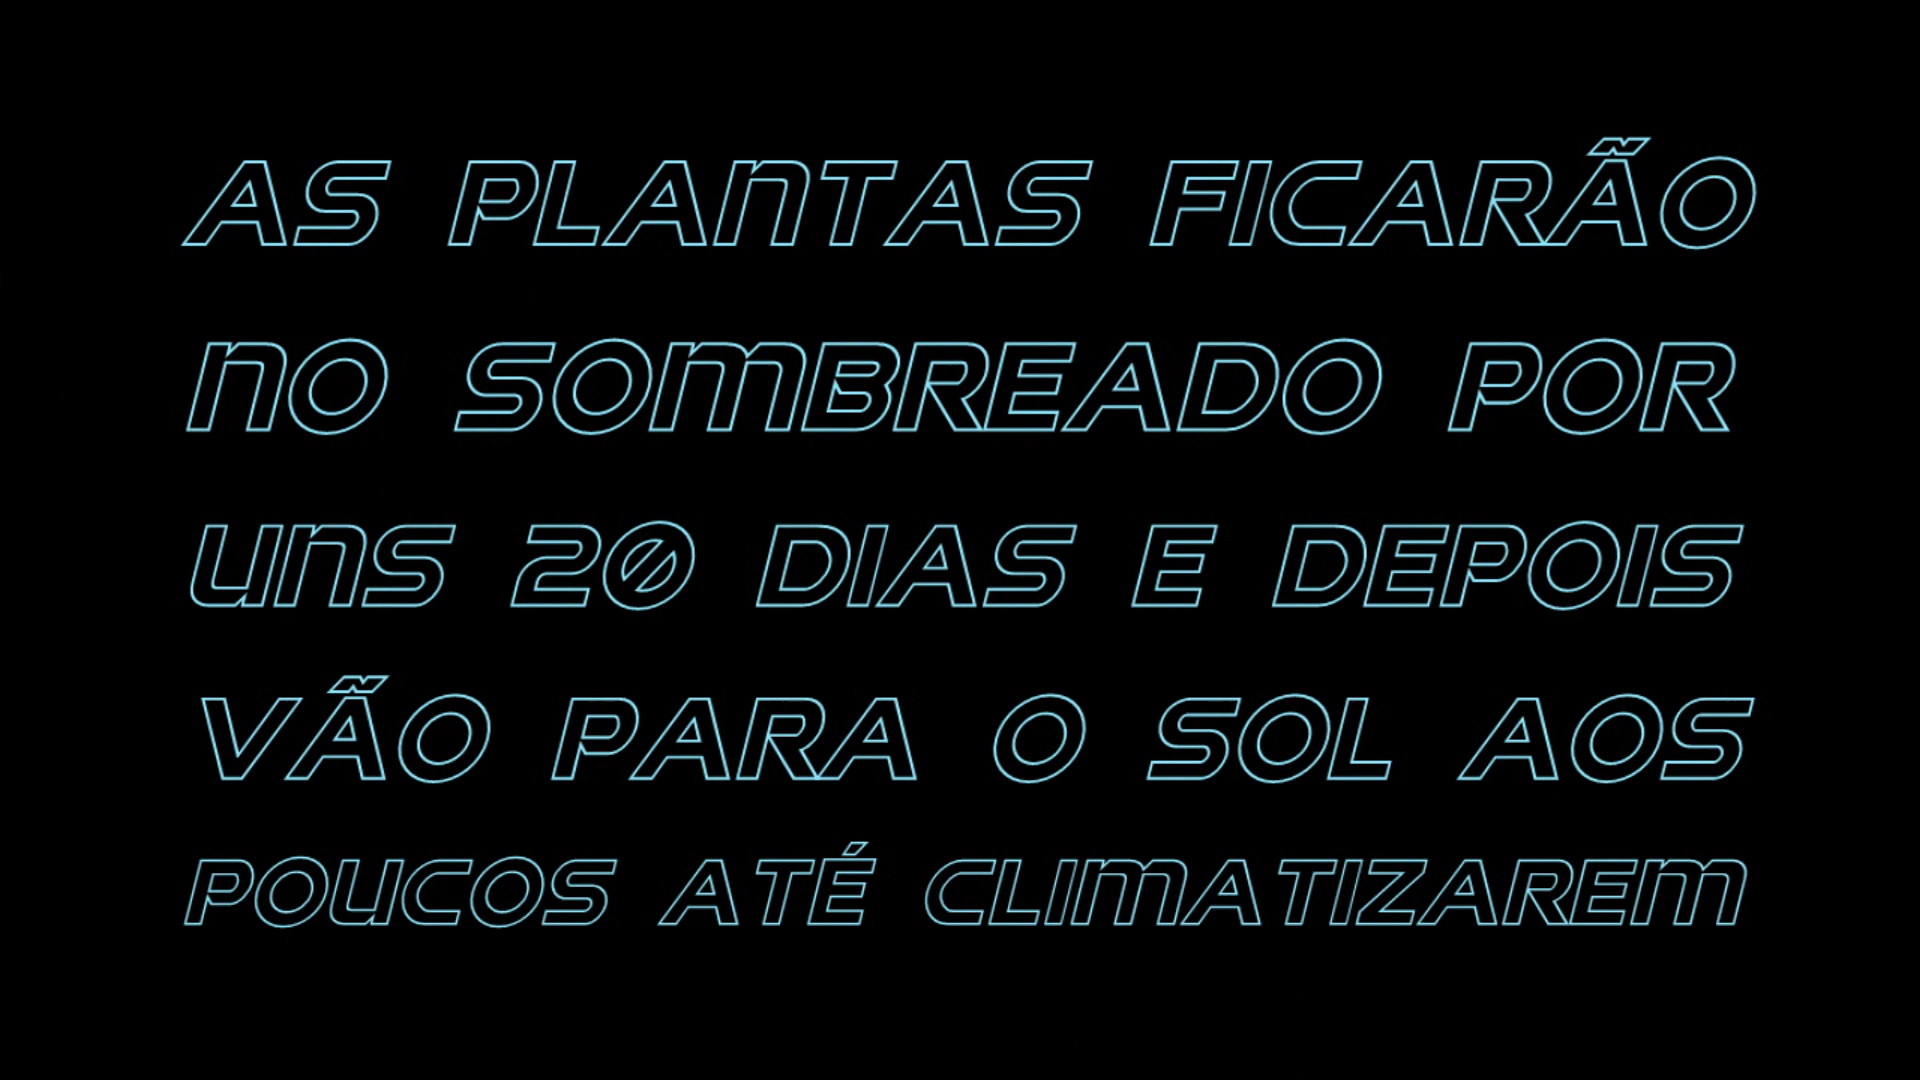 AS PLANTAS FICARÃO
NO SOMBREADO POR
UNS 20 DIAS E DEPOIS
VÃO PARA O SOL AOS
POUCOS ATÉ CLIMATIZAREM